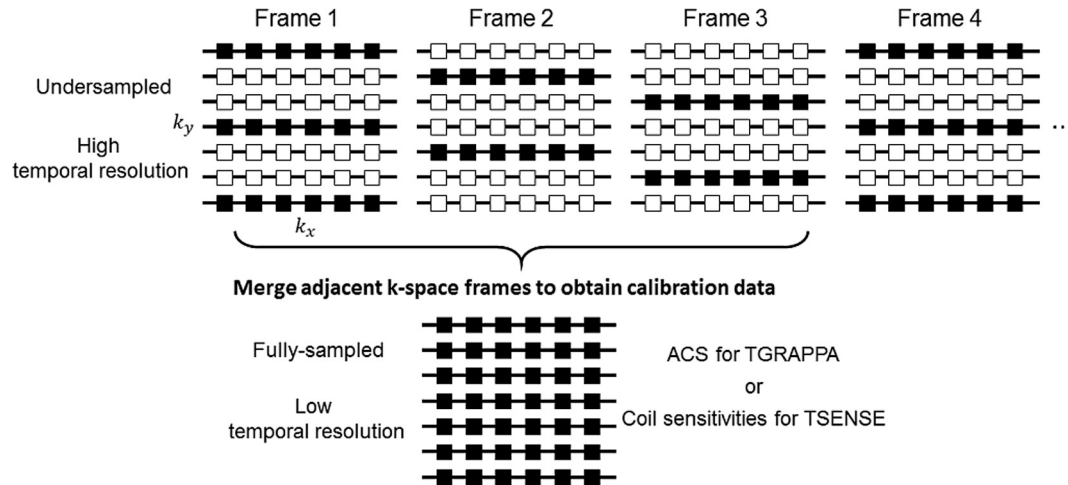 Frame 1
Frame 2
Frame 3
Frame 4
Undersampled
k_y
High
temporal resolution
..
k_x
Merge adjacent k-space frames to obtain calibration data
Fully-sampled
Low
temporal resolution
ACS for TGRAPPA
or
Coil sensitivities for TSENSE